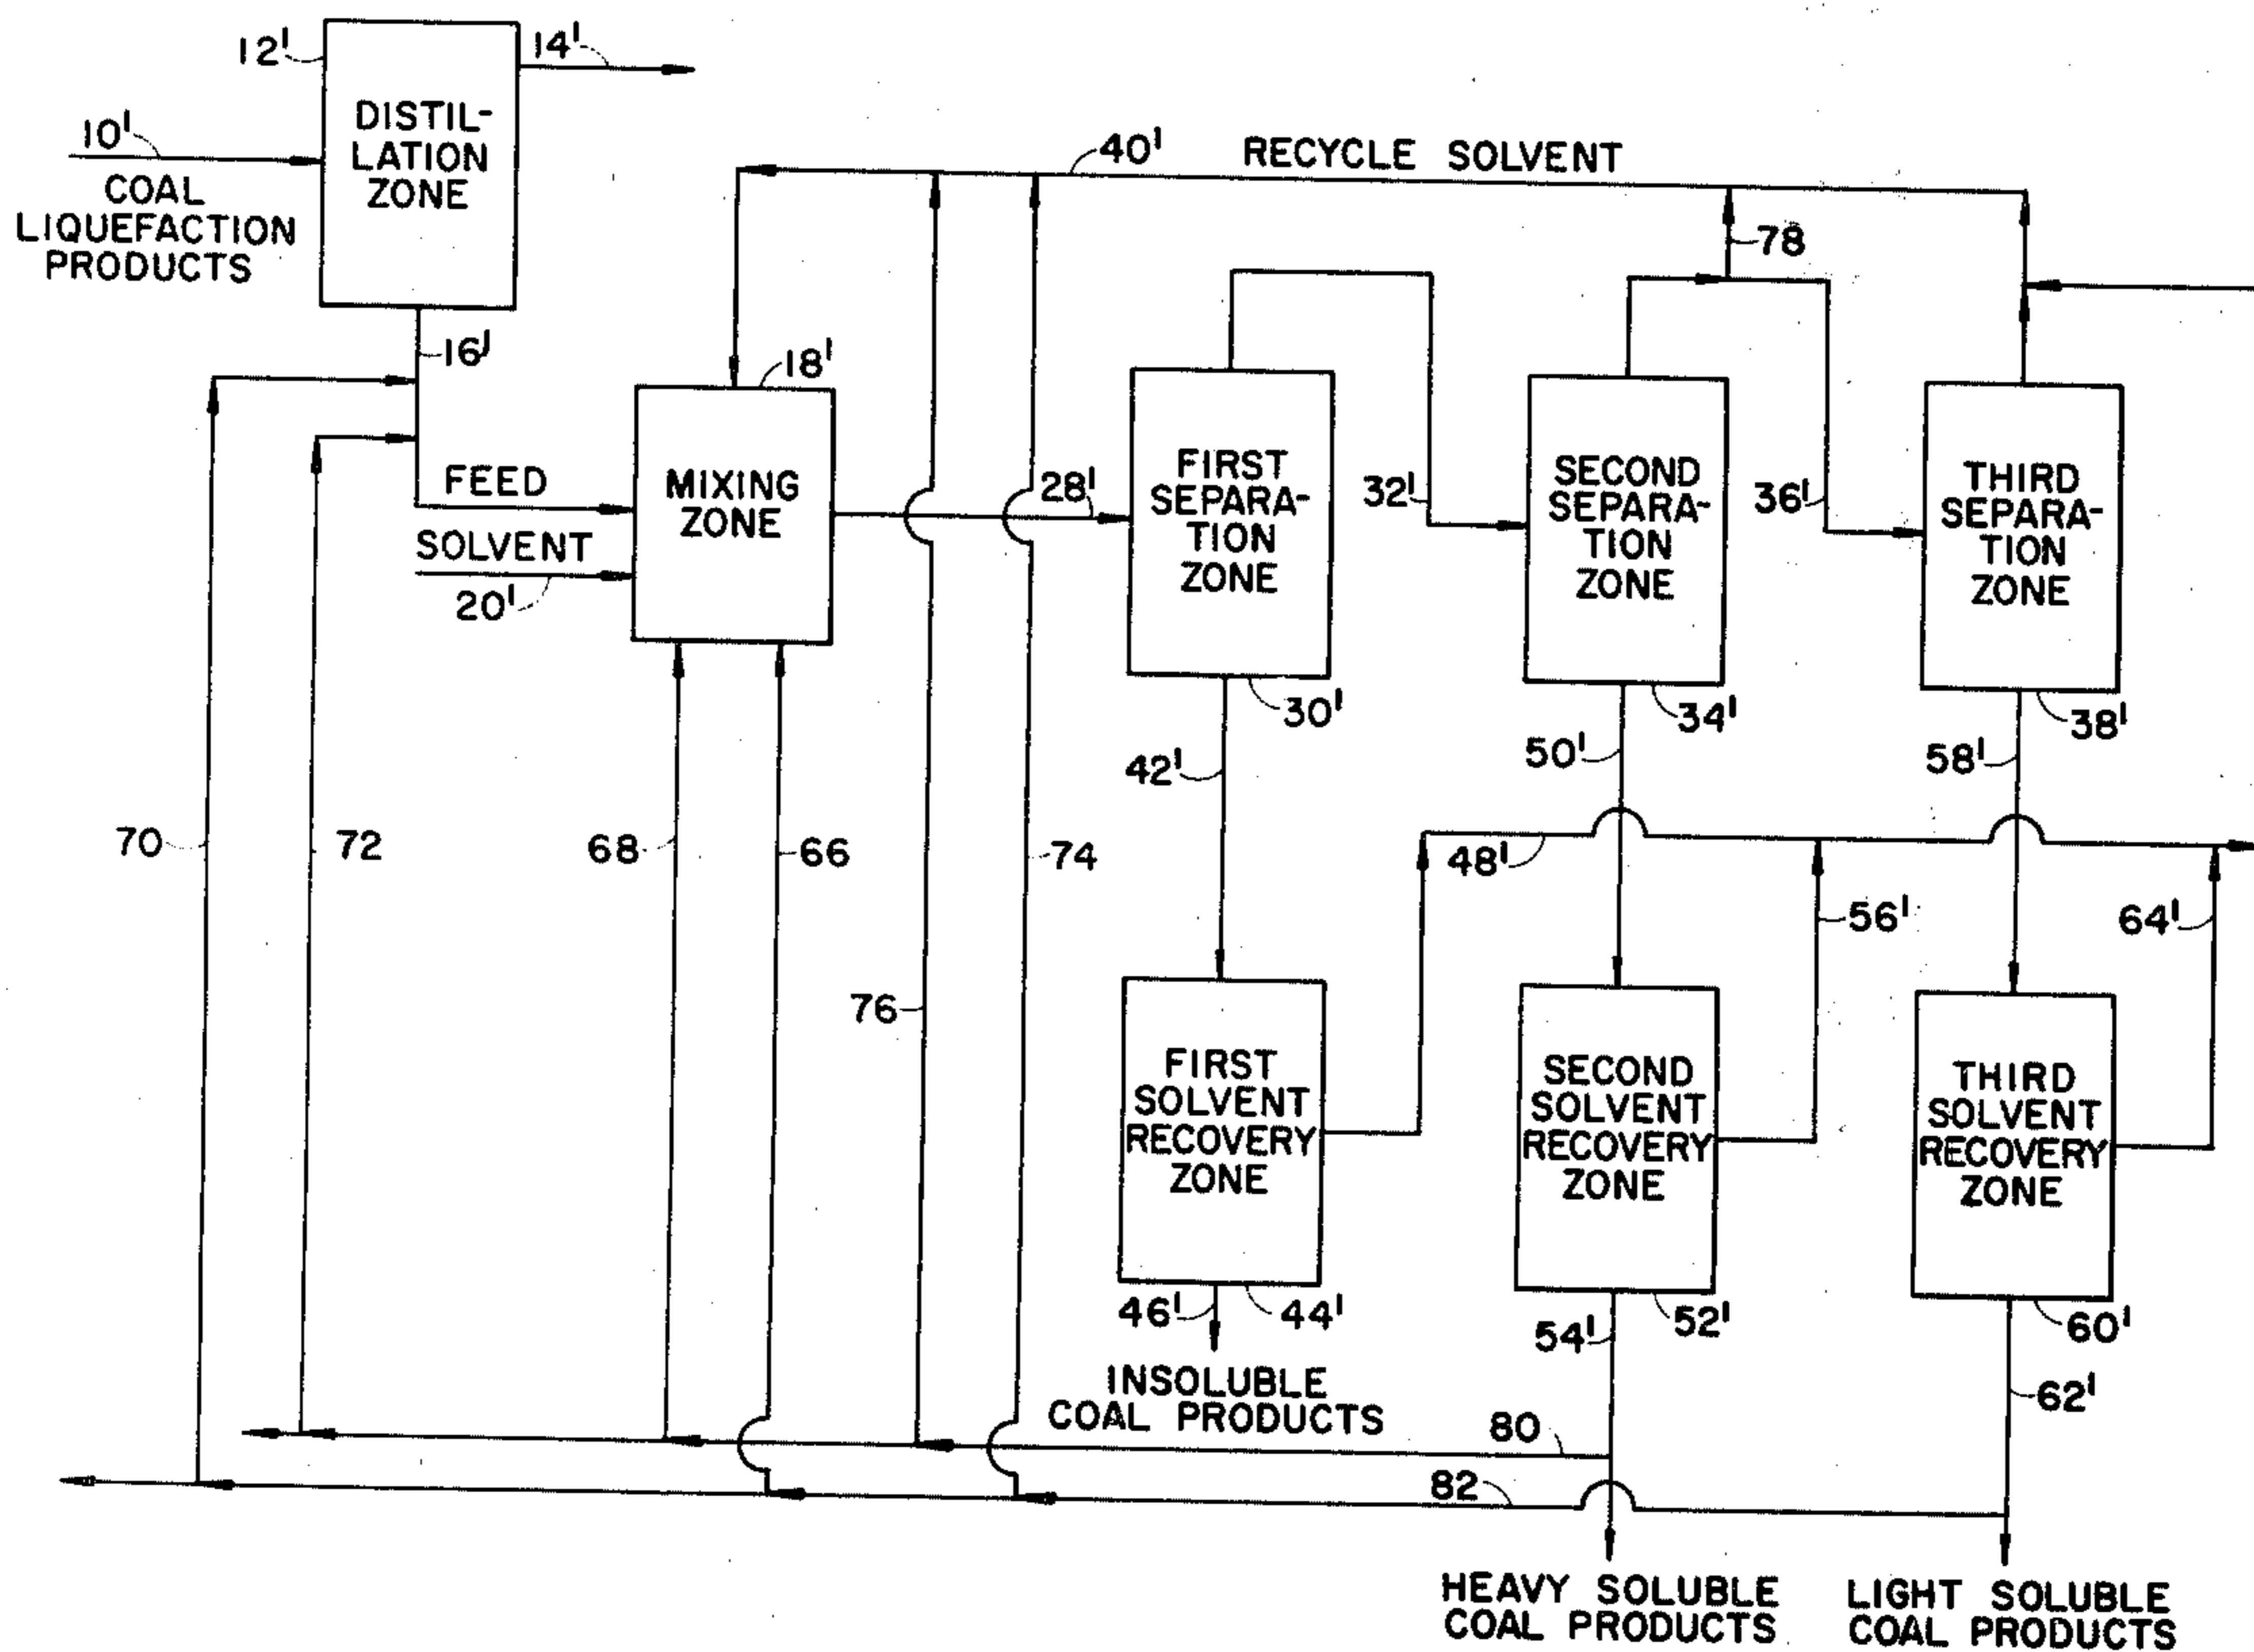 12'
14'
DISTIL-
LATION
ZONE
10'
COAL
LIQUEFACTION
PRODUCTS
16'
40'
RECYCLE SOLVENT
78
18'
FEED
MIXING
ZONE
SOLVENT
20'
28'
FIRST
SEPARA-
TION
ZONE
30'
32'
SECOND
SEPARA-
TION
ZONE
34'
36'
THIRD
SEPARA-
TION
ZONE
38'
42'
50'
58'
70
72
68
66
74
76
48'
56'
64'
FIRST
SOLVENT
RECOVERY
ZONE
SECOND
SOLVENT
RECOVERY
ZONE
THIRD
SOLVENT
RECOVERY
ZONE
46'
44'
54'
52'
60'
62'
INSOLUBLE
COAL PRODUCTS
80
82
HEAVY SOLUBLE
COAL PRODUCTS
LIGHT SOLUBLE
COAL PRODUCTS